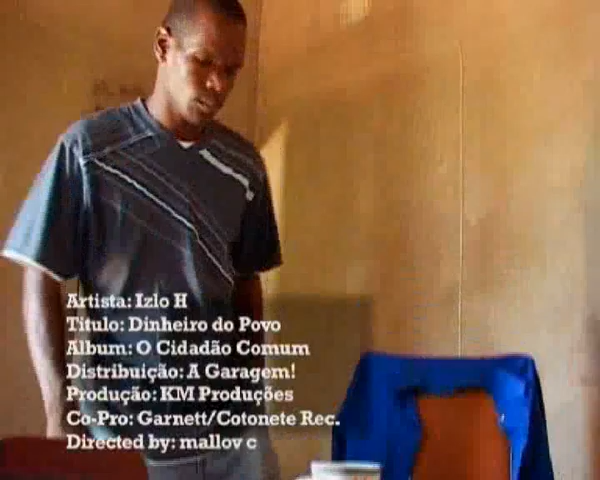 Artista: Izlo H
Titulo: Dinheiro do Povo
Album: O Cidadão Comum
Distribuição: A Garagem!
Produção: KM Produções
Co-Pro: Garnett/Cotonete Rec.
Directed by: mallov c